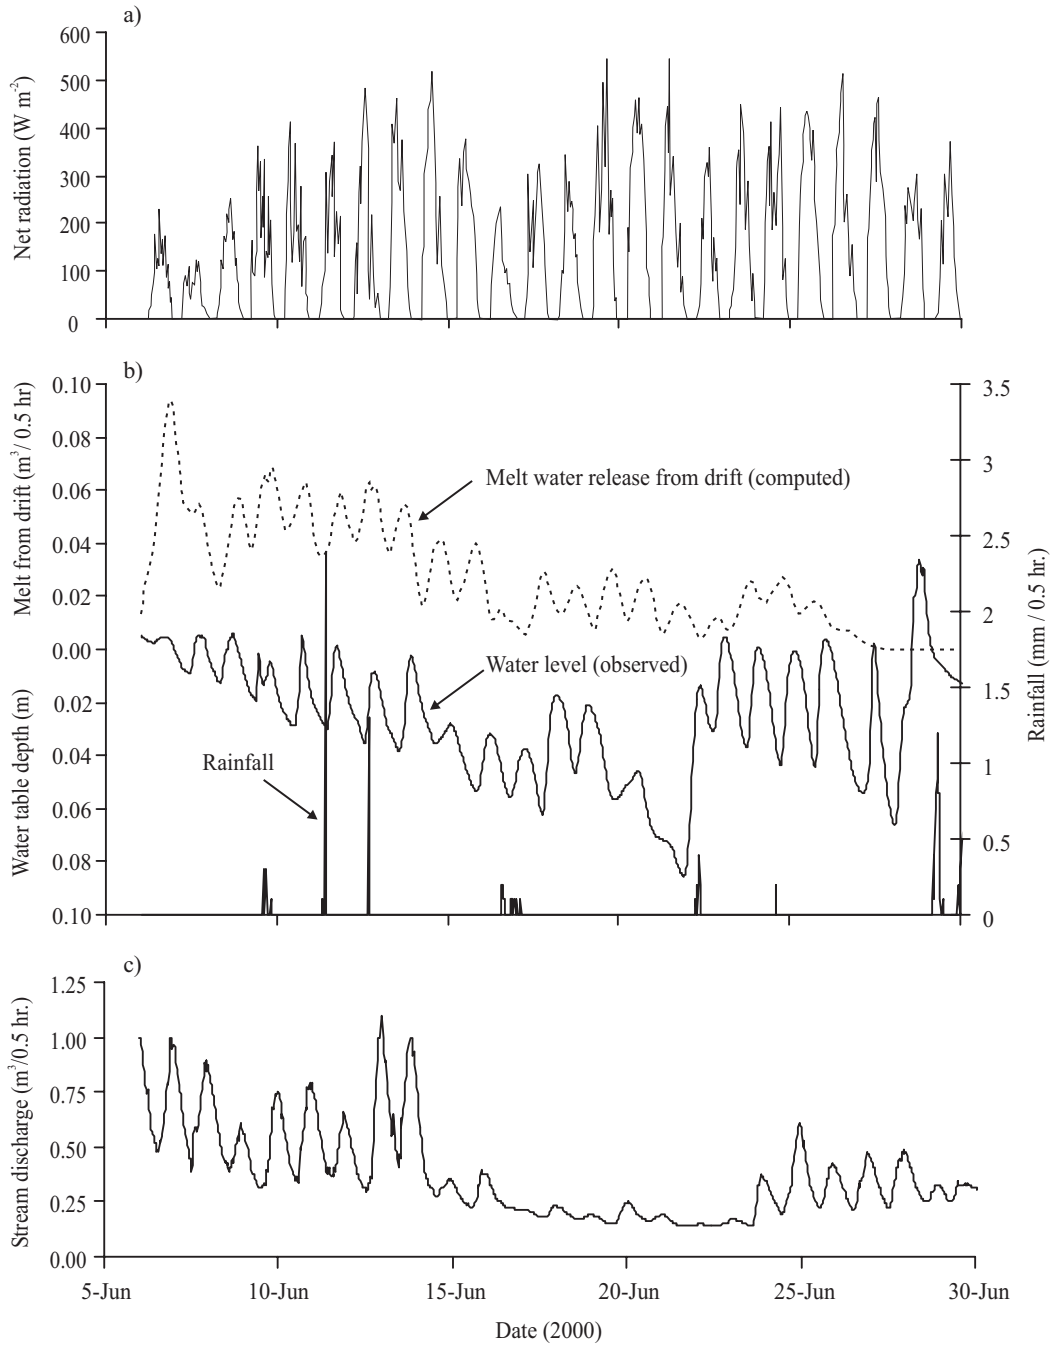 a)
600
500
400
300
200
100
0
Net radiation (W m⁻²)
b)
0.10
0.08
0.06
0.04
0.02
0.00
0.02
0.04
0.06
0.08
0.10
Melt from drift (m³/ 0.5 hr)
Water table depth (m)
3.5
3
2.5
2
1.5
1
0.5
0
Rainfall (mm / 0.5 hr.)
Melt water release from drift (computed)
Water level (observed)
Rainfall
c)
1.25
1.00
0.75
0.50
0.25
0.00
Stream discharge (m³/0.5 hr.)
5-Jun 10-Jun 15-Jun 20-Jun 25-Jun 30-Jun
Date (2000)